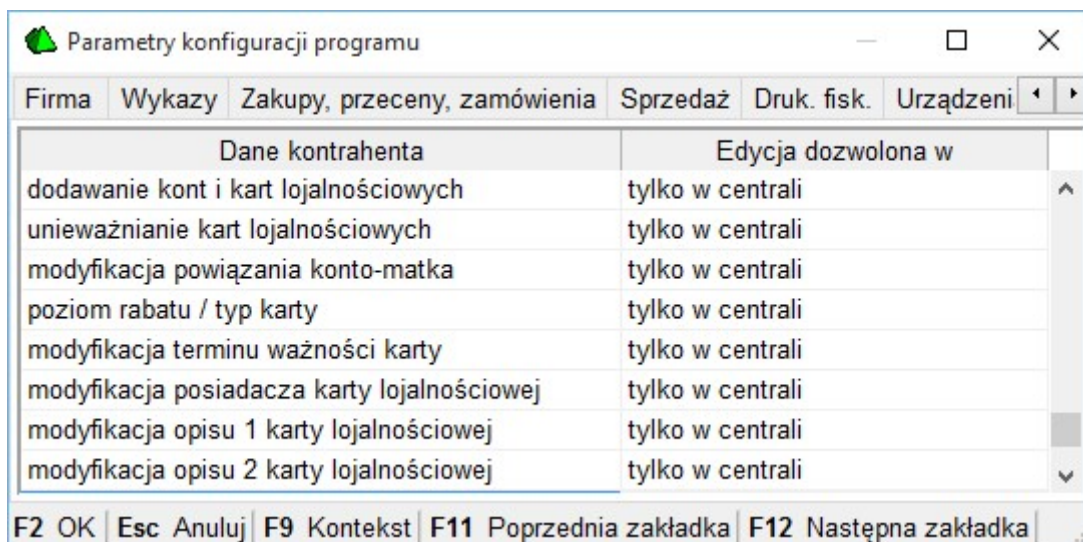 Parametry konfiguracji programu
Firma Wykazy Zakupy, przeceny, zamówienia Sprzedaż Druk. fisk. Urządzeni
Dane kontrahenta Edycja dozwolona w
dodawanie kont i kart lojalnościowych tylko w centrali
unieważnianie kart lojalnościowych tylko w centrali
modyfikacja powiązania konto-matka tylko w centrali
poziom rabatu / typ karty tylko w centrali
modyfikacja terminu ważności karty tylko w centrali
modyfikacja posiadacza karty lojalnościowej tylko w centrali
modyfikacja opisu 1 karty lojalnościowej tylko w centrali
modyfikacja opisu 2 karty lojalnościowej tylko w centrali
F2 OK Esc Anuluj F9 Kontekst F11 Poprzednia zakładka F12 Następna zakładka